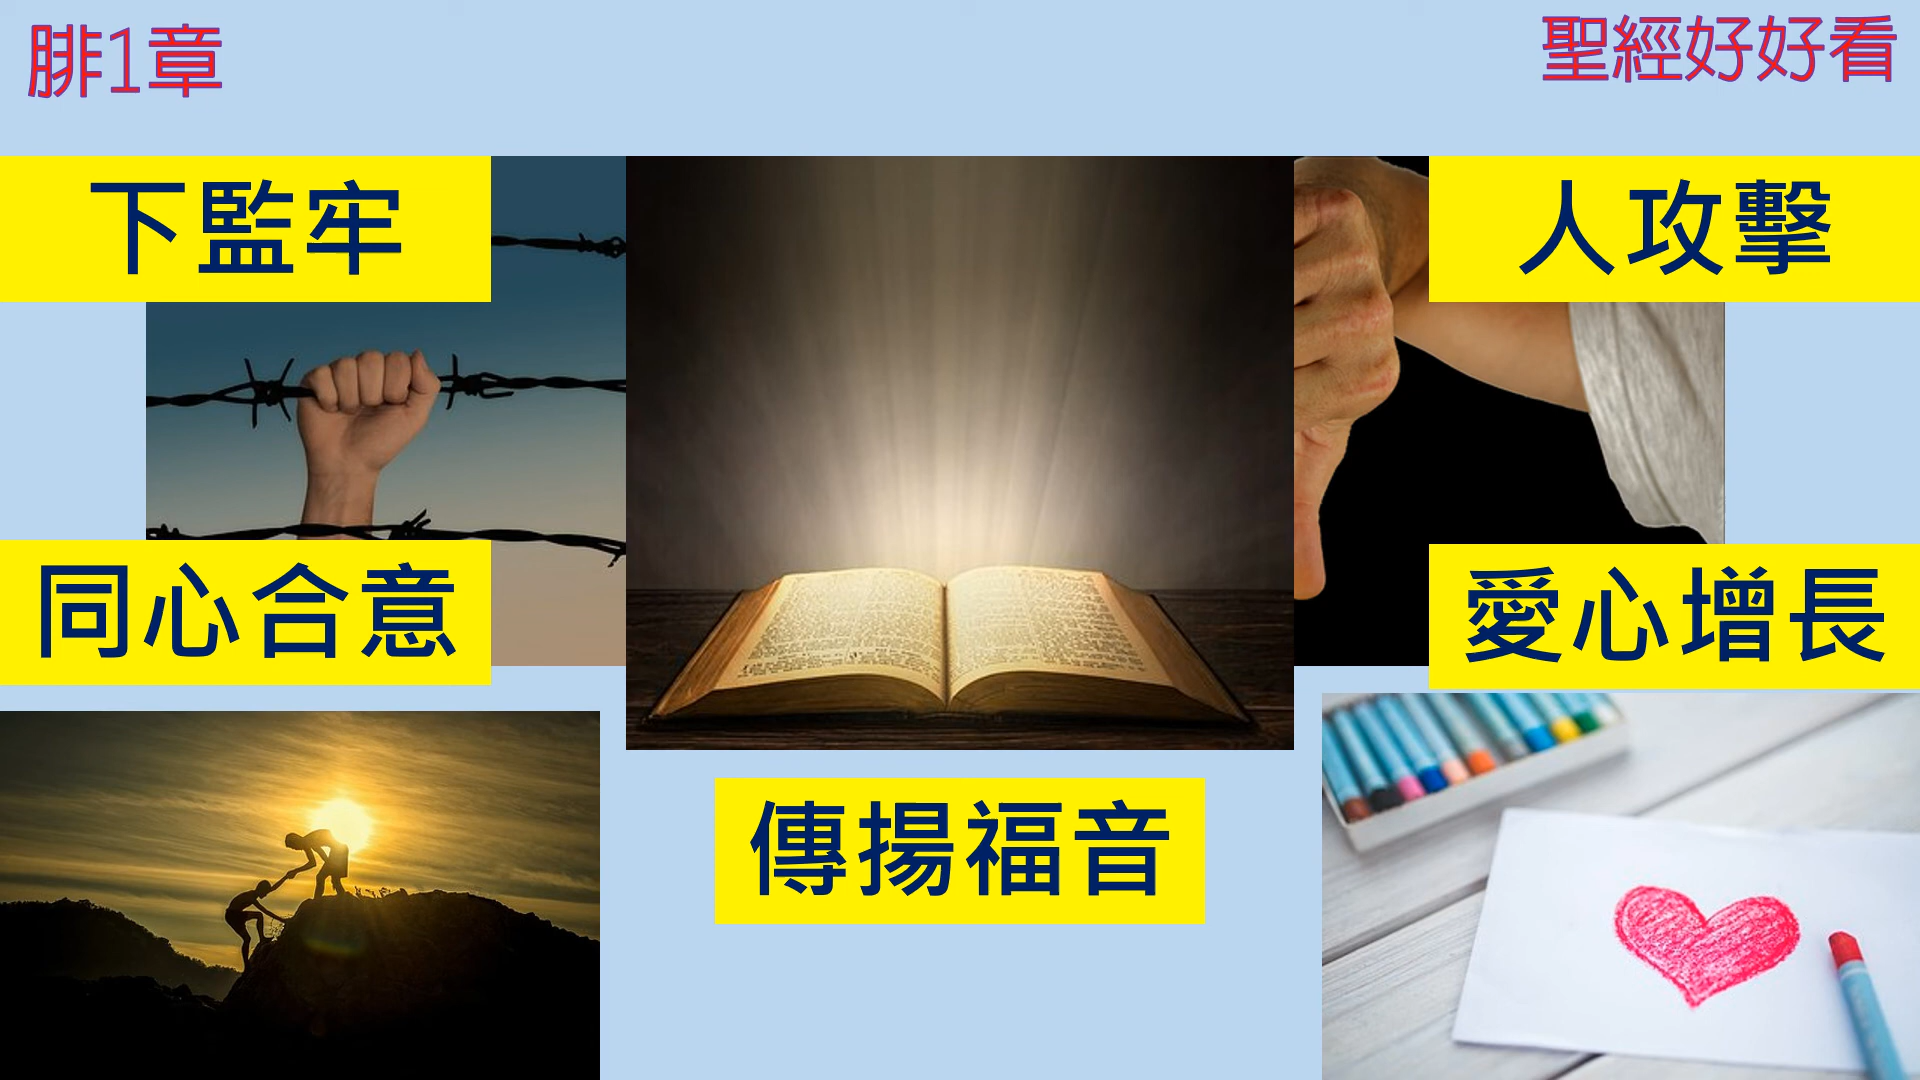 腓1章
聖經好好看
下監牢
人攻擊
同心合意
愛心增長
傳揚福音